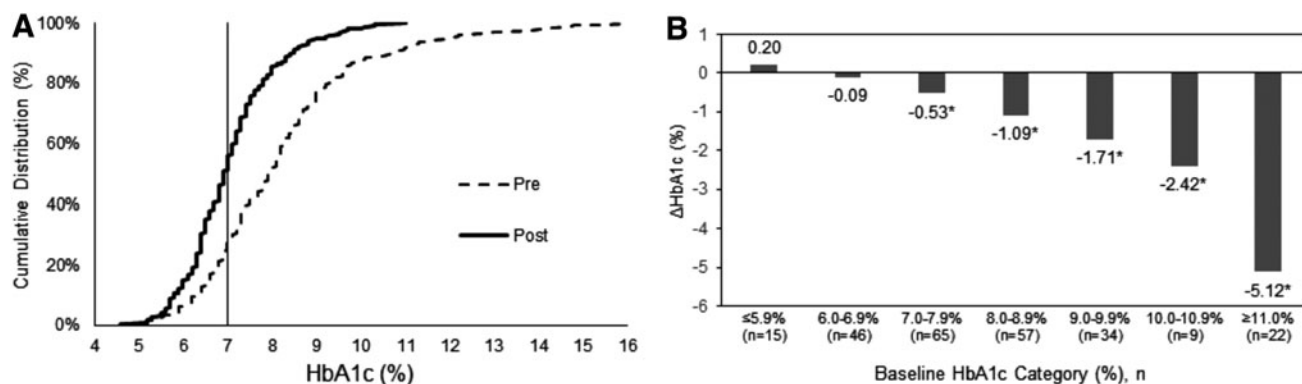 A
Cumulative Distribution (%)
100%
80%
60%
40%
20%
0%
4 5 6 7 8 9 10 11 12 13 14 15 16
HbA1c (%)
Pre
Post
B
ΔHbA1c (%)
1
0
-1
-2
-3
-4
-5
-6
0.20
-0.09
-0.53*
-1.09*
-1.71*
-2.42*
-5.12*
≤5.9% 6.0-6.9% 7.0-7.9% 8.0-8.9% 9.0-9.9% 10.0-10.9% ≥11.0%
(n=15) (n=46) (n=65) (n=57) (n=34) (n=9) (n=22)
Baseline HbA1c Category (%), n